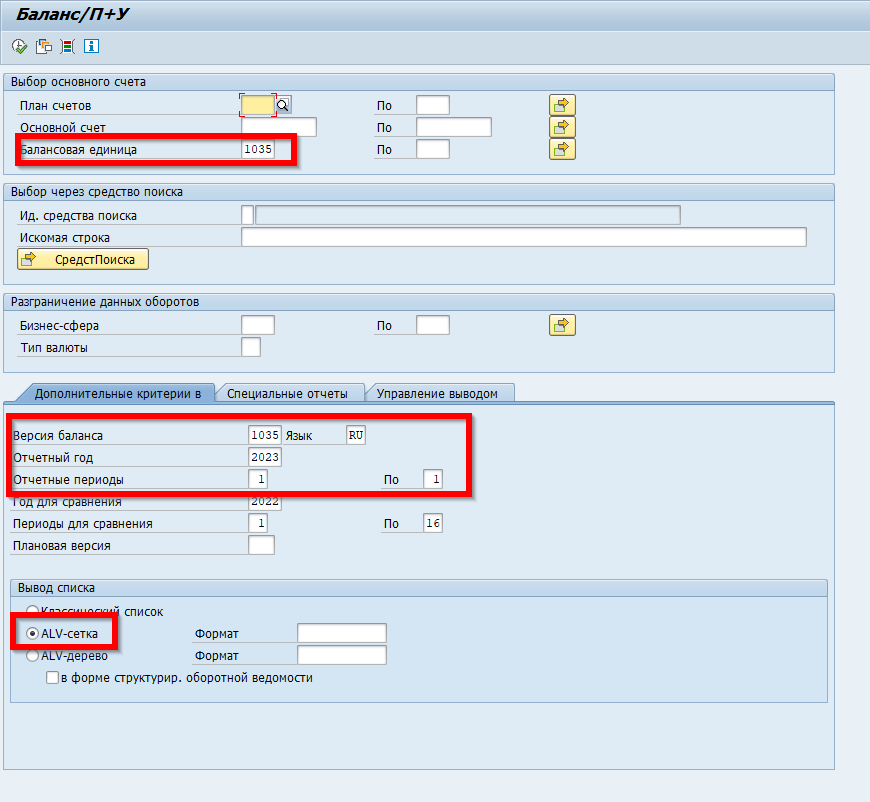 Баланс/П+У
Выбор основного счета
План счетов По
Основной счет По
Балансовая единица 1035 По
Выбор через средство поиска
Ид. средства поиска
Искомая строка
СредстПоиска
Разграничение данных оборотов
Бизнес-сфера По
Тип валюты
Дополнительные критерии в Специальные отчеты Управление выводом
Версия баланса 1035 Язык RU
Отчетный год 2023
Отчетные периоды 1 По 1
Год для сравнения 2022
Периоды для сравнения 1 По 16
Плановая версия
Вывод списка
Классический список
ALV-сетка Формат
ALV-дерево Формат
в форме структурир. оборотной ведомости